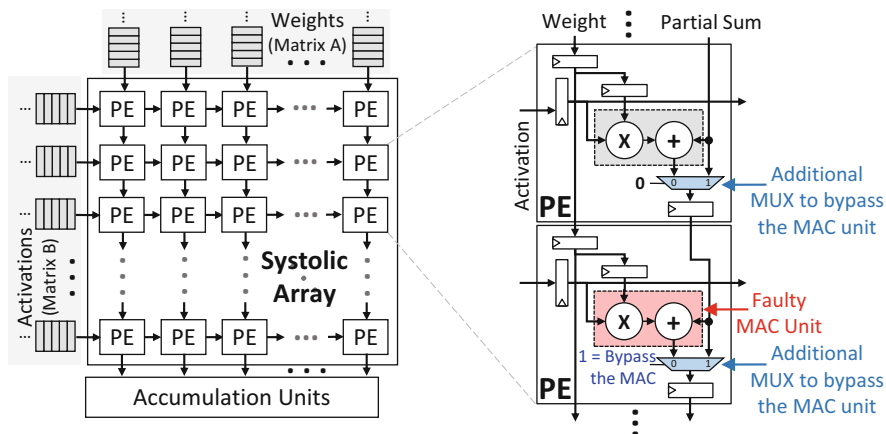 Weights
(Matrix A)
PE PE PE PE
PE PE PE PE
PE PE PE PE
Activations
(Matrix B)
Systolic
Array
PE PE PE PE
Accumulation Units
Weight
Partial Sum
Activation
X +
0
0 1
PE
Additional
MUX to bypass
the MAC unit
X +
Faulty
MAC Unit
1 = Bypass
the MAC
0 1
PE
Additional
MUX to bypass
the MAC unit